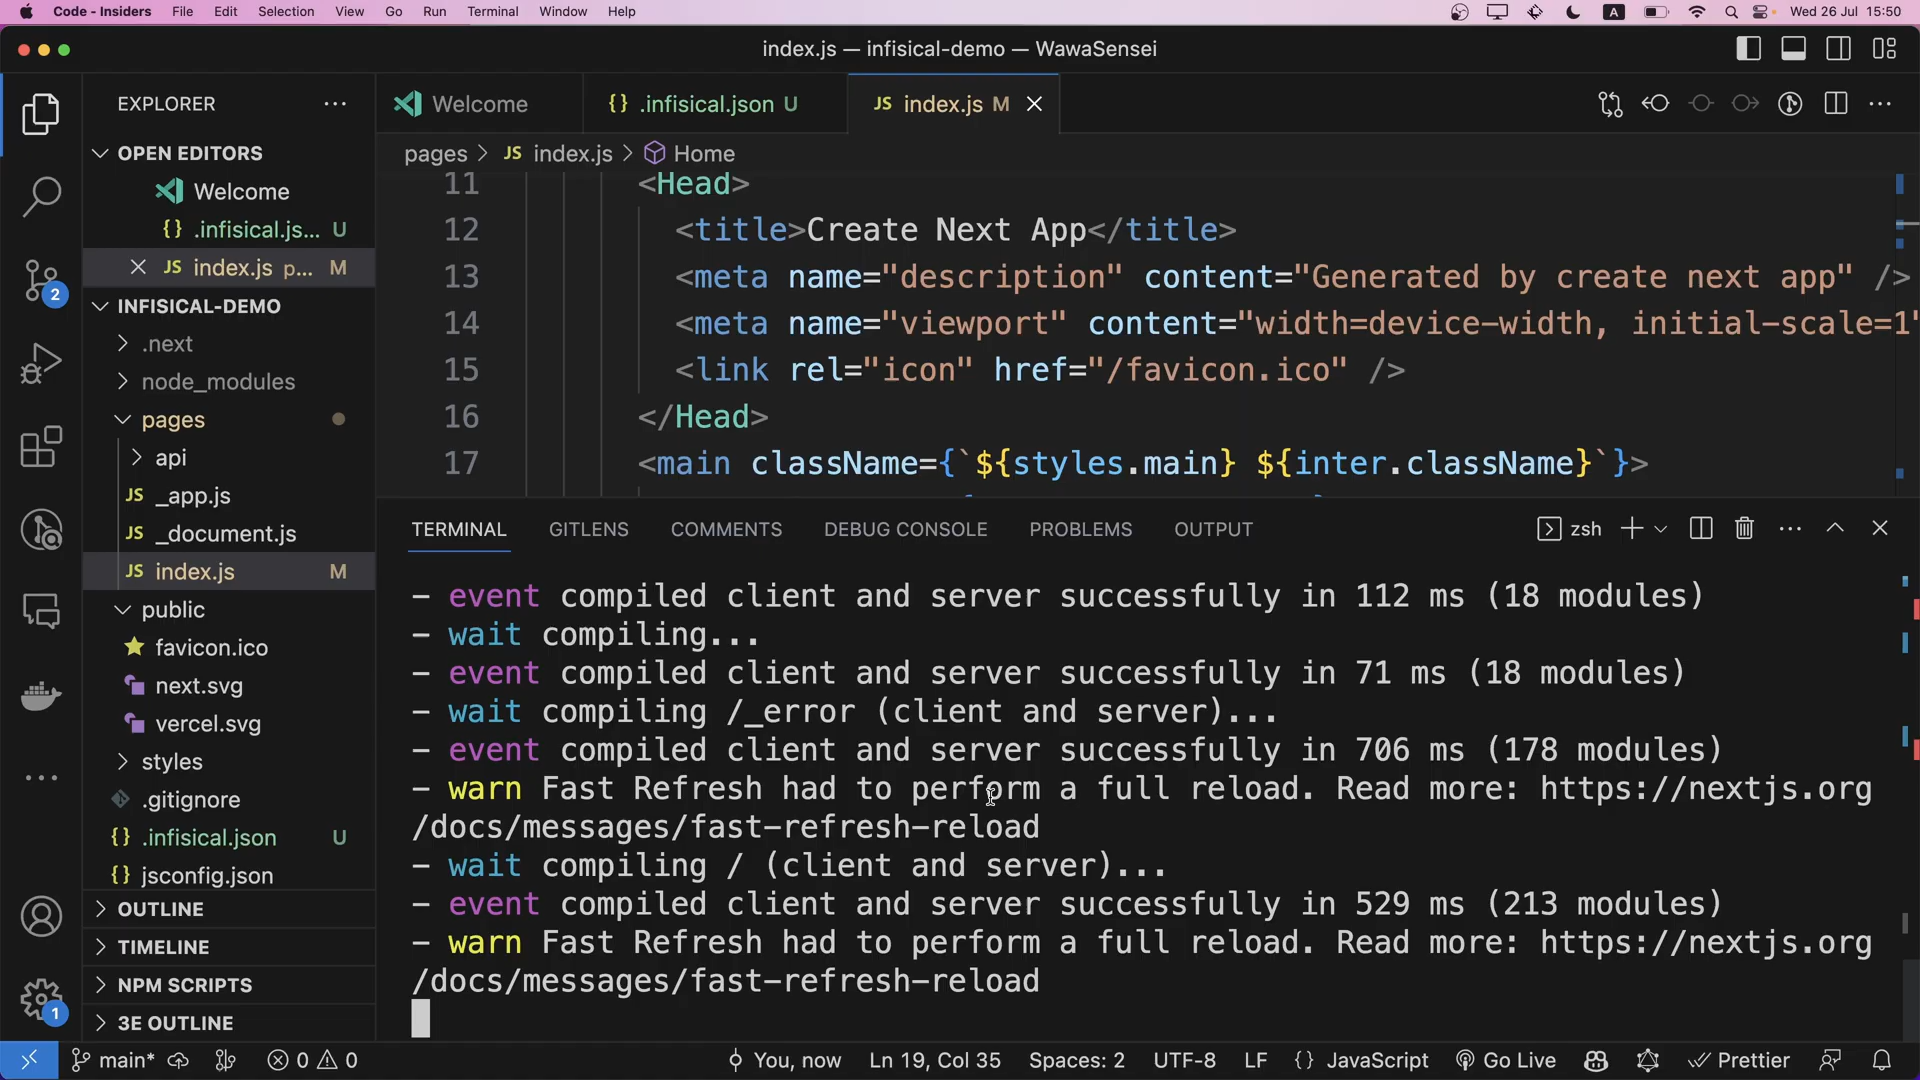 Code - Insiders File Edit Selection View Go Run Terminal Window Help A Wed 26 Jul 15:50
index.js — infisical-demo — WawaSensei
EXPLORER
OPEN EDITORS
Welcome
{} .infisical.js... U
JS index.js p... M
INFISICAL-DEMO
.next
node_modules
pages
api
JS _app.js
JS _document.js
JS index.js M
public
favicon.ico
next.svg
vercel.svg
styles
.gitignore
{} .infisical.json U
{} jsconfig.json
OUTLINE
TIMELINE
NPM SCRIPTS
3E OUTLINE
2
1
Welcome {} .infisical.json U JS index.js M
pages > JS index.js > Home
11 <Head>
12 <title>Create Next App</title>
13 <meta name="description" content="Generated by create next app" />
14 <meta name="viewport" content="width=device-width, initial-scale=1"
15 <link rel="icon" href="/favicon.ico" />
16 </Head>
17 <main className={`${styles.main} ${inter.className}`}>
TERMINAL GITLENS COMMENTS DEBUG CONSOLE PROBLEMS OUTPUT zsh
- event compiled client and server successfully in 112 ms (18 modules)
- wait compiling...
- event compiled client and server successfully in 71 ms (18 modules)
- wait compiling /_error (client and server)...
- event compiled client and server successfully in 706 ms (178 modules)
- warn Fast Refresh had to perform a full reload. Read more: https://nextjs.org
/docs/messages/fast-refresh-reload
- wait compiling / (client and server)...
- event compiled client and server successfully in 529 ms (213 modules)
- warn Fast Refresh had to perform a full reload. Read more: https://nextjs.org
/docs/messages/fast-refresh-reload
main* 0 0 You, now Ln 19, Col 35 Spaces: 2 UTF-8 LF {} JavaScript Go Live Prettier